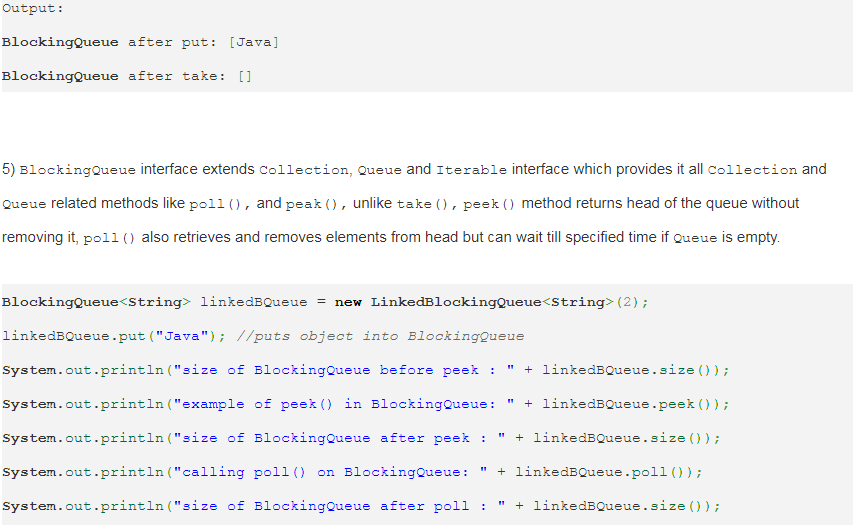 Output:
BlockingQueue after put: [Java]
BlockingQueue after take: []
5) BlockingQueue interface extends Collection, Queue and Iterable interface which provides it all Collection and
Queue related methods like poll(), and peak(), unlike take(), peek() method returns head of the queue without
removing it, poll() also retrieves and removes elements from head but can wait till specified time if Queue is empty.
BlockingQueue<String> linkedBQueue = new LinkedBlockingQueue<String>(2);
linkedBQueue.put("Java"); //puts object into BlockingQueue
System.out.println("size of BlockingQueue before peek : " + linkedBQueue.size());
System.out.println("example of peek() in BlockingQueue: " + linkedBQueue.peek());
System.out.println("size of BlockingQueue after peek : " + linkedBQueue.size());
System.out.println("calling poll() on BlockingQueue: " + linkedBQueue.poll());
System.out.println("size of BlockingQueue after poll : " + linkedBQueue.size());